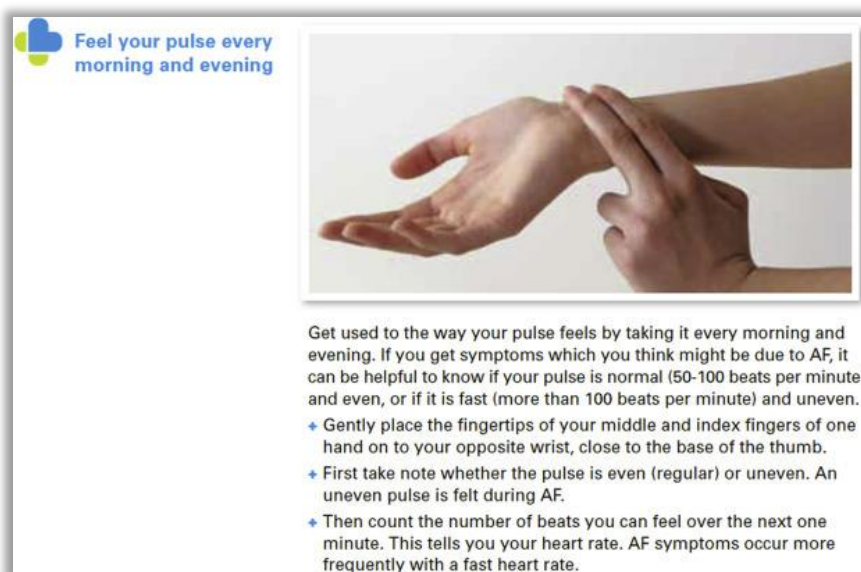 Feel your pulse every
morning and evening
Get used to the way your pulse feels by taking it every morning and
evening. If you get symptoms which you think might be due to AF, it
can be helpful to know if your pulse is normal (50-100 beats per minute
and even, or if it is fast (more than 100 beats per minute) and uneven.
+ Gently place the fingertips of your middle and index fingers of one
hand on to your opposite wrist, close to the base of the thumb.
+ First take note whether the pulse is even (regular) or uneven. An
uneven pulse is felt during AF.
+ Then count the number of beats you can feel over the next one
minute. This tells you your heart rate. AF symptoms occur more
frequently with a fast heart rate.